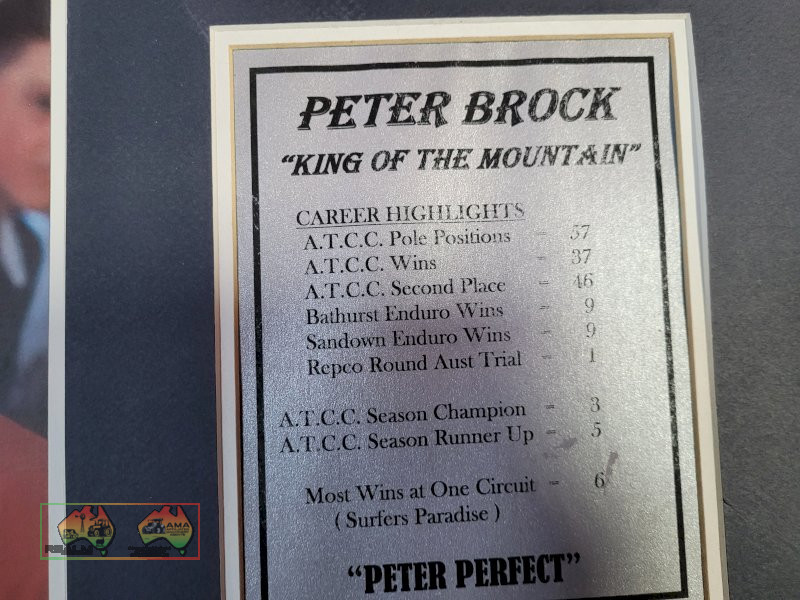 PETER BROCK
"KING OF THE MOUNTAIN"
CAREER HIGHLIGHTS
A.T.C.C. Pole Positions - 57
A.T.C.C. Wins - 37
A.T.C.C. Second Place - 46
Bathurst Enduro Wins - 9
Sandown Enduro Wins - 9
Repco Round Aust Trial - 1
A.T.C.C. Season Champion - 3
A.T.C.C. Season Runner Up - 5
Most Wins at One Circuit - 6
( Surfers Paradise )
"PETER PERFECT"
AMA